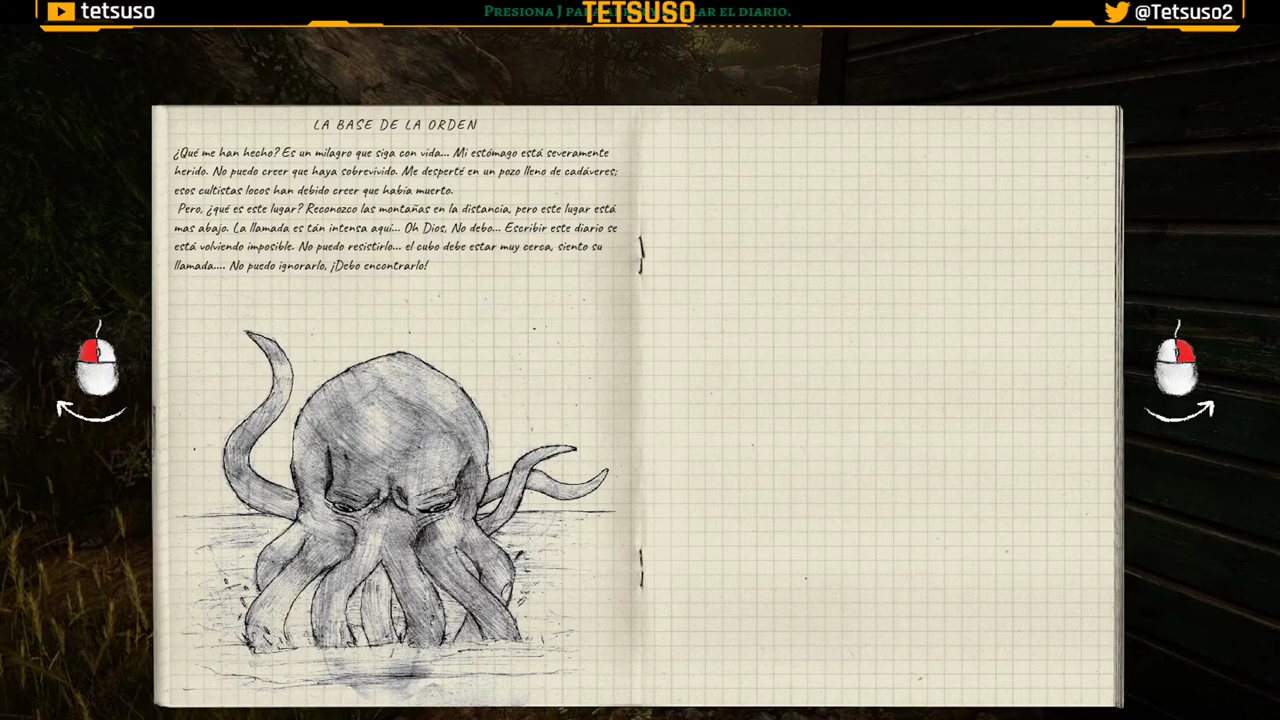 tetsuso
PRESIONA J PA
TETSUSO
AR EL DIARIO.
@Tetsuso2
LA BASE DE LA ORDEN
¿Qué me han hecho? Es un milagro que siga con vida... Mi estómago está severamente
herido. No puedo creer que haya sobrevivido. Me desperté en un pozo lleno de cadáveres;
esos cultistas locos han debido creer que había muerto.
Pero, ¿qué es este lugar? Reconozco las montañas en la distancia, pero este lugar está
mas abajo. La llamada es tan intensa aquí... Oh Dios, No debo... Escribir este diario se
está volviendo imposible. No puedo resistirlo... el cubo debe estar muy cerca, siento su
llamada.... No puedo ignorarlo, ¡Debo encontrarlo!